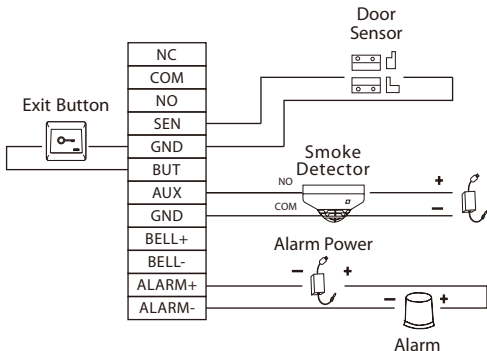 Door
Sensor
NC
COM
NO
SEN
GND
BUT
AUX
GND
BELL+
BELL-
ALARM+
ALARM-
Exit Button
Smoke
Detector
NO
COM
+
−
Alarm Power
− +
− +
Alarm